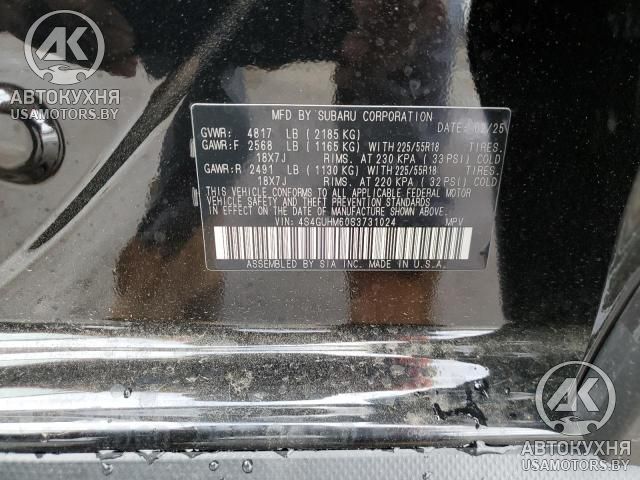 AK
АВТОКУХНЯ
USAMOTORS.BY
MFD BY SUBARU CORPORATION
GVWR: 4817 LB (2185 KG) DATE: 02/25
GAWR:F 2568 LB (1165 KG) WITH 225/55R18 TIRES.
18X7J RIMS. AT 230 KPA (33 PSI) COLD
GAWR:R 2491 LB (1130 KG) WITH 225/55R18 TIRES.
18X7J RIMS. AT 220 KPA (32 PSI) COLD
THIS VEHICLE CONFORMS TO ALL APPLICABLE FEDERAL MOTOR
VEHICLE SAFETY AND THEFT PREVENTION STANDARDS
IN EFFECT ON THE DATE OF MANUFACTURE SHOWN ABOVE.
VIN: 4S4GUHM60S3731024 MPV
ASSEMBLED BY SIA INC. MADE IN U.S.A.
AK
АВТОКУХНЯ
USAMOTORS.BY